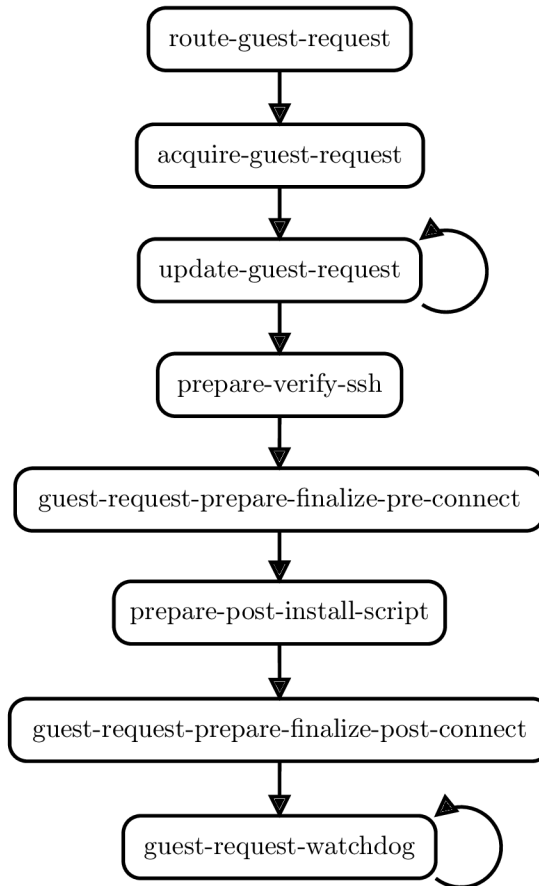 route-guest-request
acquire-guest-request
update-guest-request
prepare-verify-ssh
guest-request-prepare-finalize-pre-connect
prepare-post-install-script
guest-request-prepare-finalize-post-connect
guest-request-watchdog